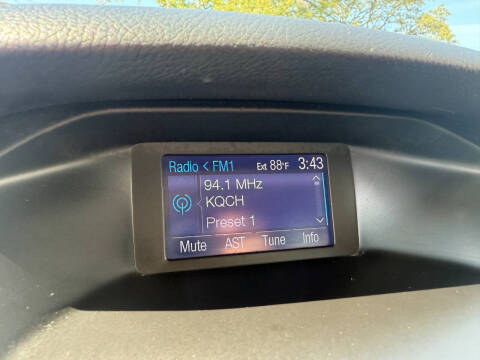 Radio < FM1 Ext 88°F 3:43
94.1 MHz
KQCH
Preset 1
Mute AST Tune Info